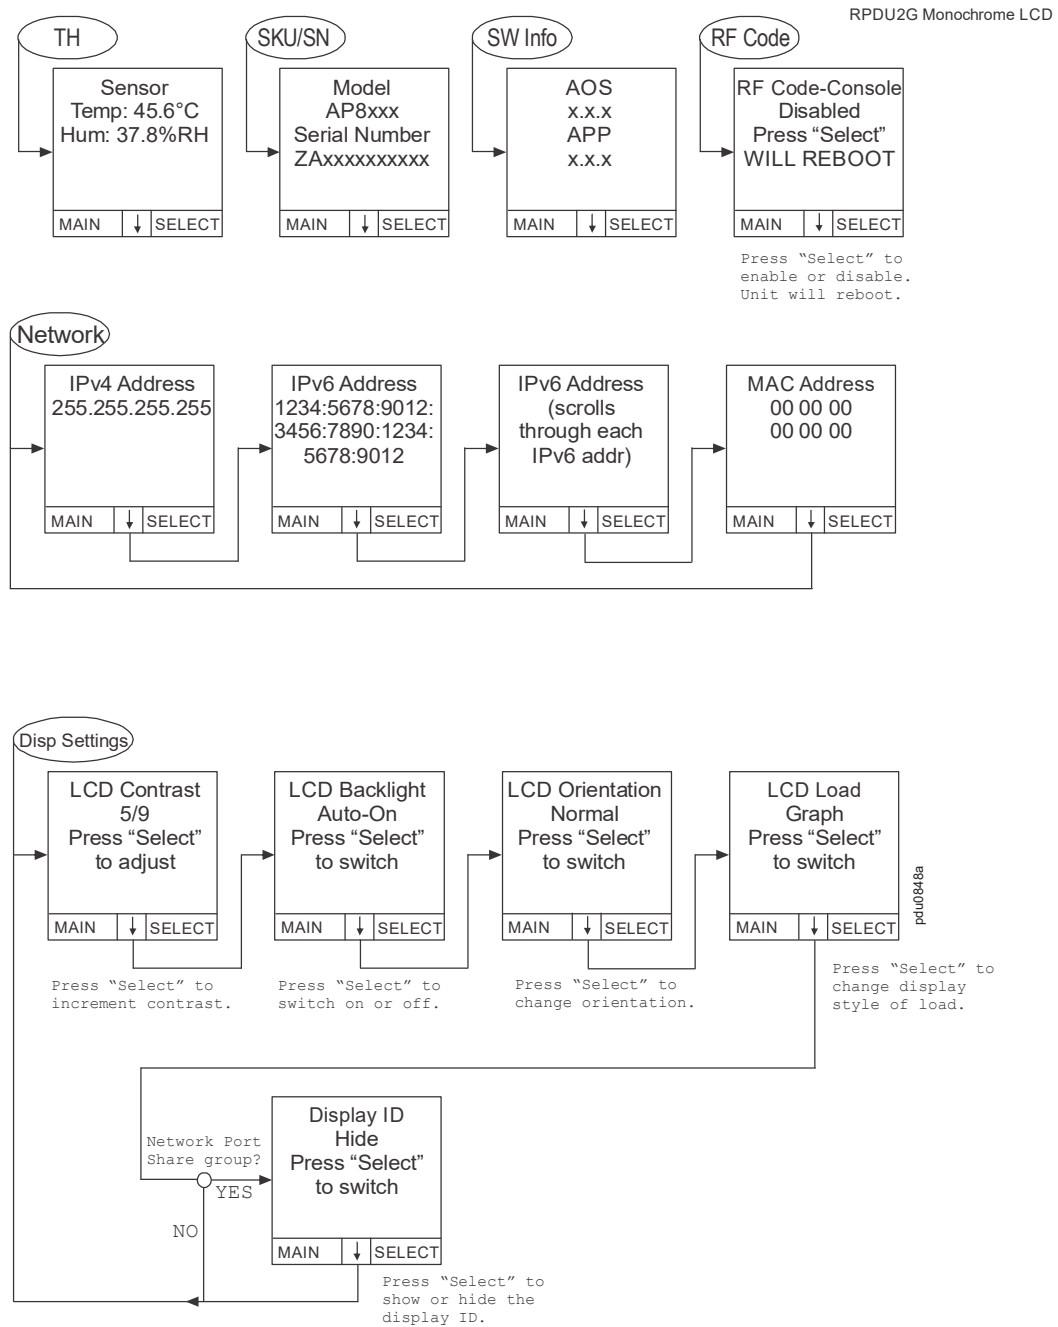 RPDU2G Monochrome LCD
TH
SKU/SN
SW Info
RF Code
Sensor
Temp: 45.6°C
Hum: 37.8%RH
MAIN ↓ SELECT
Model
AP8xxx
Serial Number
ZAxxxxxxxxxx
MAIN ↓ SELECT
AOS
x.x.x
APP
x.x.x
MAIN ↓ SELECT
RF Code-Console
Disabled
Press “Select”
WILL REBOOT
MAIN ↓ SELECT
Press “Select” to
enable or disable.
Unit will reboot.
Network
IPv4 Address
255.255.255.255
MAIN ↓ SELECT
IPv6 Address
1234:5678:9012:
3456:7890:1234:
5678:9012
MAIN ↓ SELECT
IPv6 Address
(scrolls
through each
IPv6 addr)
MAIN ↓ SELECT
MAC Address
00 00 00
00 00 00
MAIN ↓ SELECT
Disp Settings
LCD Contrast
5/9
Press “Select”
to adjust
MAIN ↓ SELECT
Press “Select” to
increment contrast.
LCD Backlight
Auto-On
Press “Select”
to switch
MAIN ↓ SELECT
Press “Select” to
switch on or off.
LCD Orientation
Normal
Press “Select”
to switch
MAIN ↓ SELECT
Press “Select” to
change orientation.
LCD Load
Graph
Press “Select”
to switch
MAIN ↓ SELECT
Press “Select” to
change display
style of load.
pdu0848a
Network Port
Share group?
YES
NO
Display ID
Hide
Press “Select”
to switch
MAIN ↓ SELECT
Press “Select” to
show or hide the
display ID.